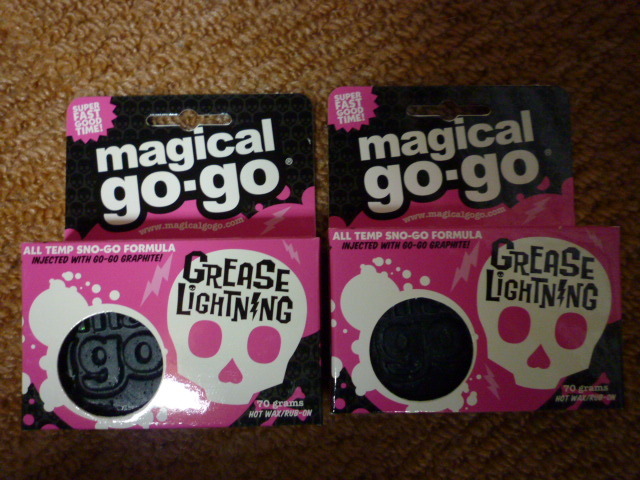 SUPER
FAST
GOOD
TIME!
magical
go-go®
www.magicalgogo.com
ALL TEMP SNO-GO FORMULA
INJECTED WITH GO-GO GRAPHITE!
GREASE
LIGHTNING
go
70 grams
HOT WAX/RUB-ON
SUPER
FAST
GOOD
TIME!
magical
go-go®
www.magicalgogo.com
ALL TEMP SNO-GO FORMULA
INJECTED WITH GO-GO GRAPHITE!
GREASE
LIGHTNING
go
70 grams
HOT WAX/RUB-ON